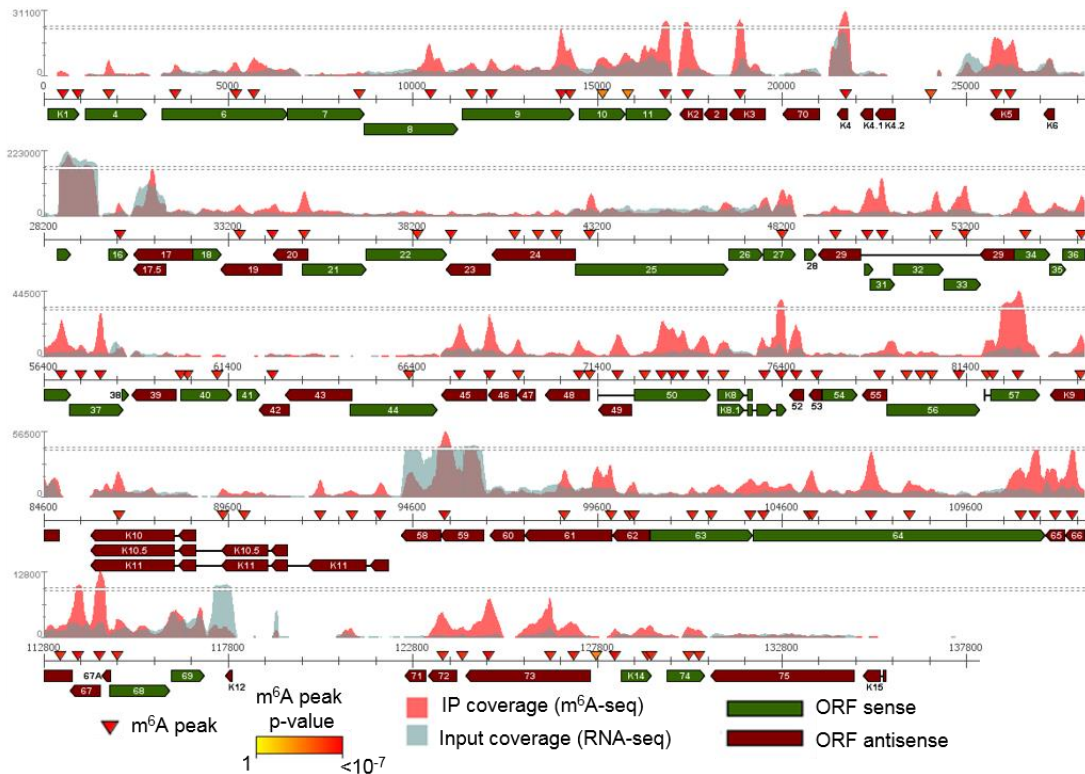 31100
0
0 5000 10000 15000 20000 25000
K1 4 6 7 9 10 11 K2 2 K3 70 K4 K4.1 K4.2 K5 K6
8
223000
0
28200 33200 38200 43200 48200 53200
16 17 18 20 22 24 26 27 28 29 29 34 36
17.5 19 21 23 25 32 35
31 33
44500
0
56400 61400 66400 71400 76400 81400
38 39 40 41 43 45 46 47 48 50 K8 52 53 54 55 57 K9
37 42 44 49 K8.1 56
56500
0
84600 89600 94600 99600 104600 109600
K10 58 59 60 61 62 63 64 65 66
K10.5 K10.5
K11 K11 K11
12800
0
112800 117800 122800 127800 132800 137800
67A 69 K12 71 72 73 K14 74 75 K15
67 68
m⁶A peak
m⁶A peak
p-value
1 <10⁻⁷
IP coverage (m⁶A-seq)
Input coverage (RNA-seq)
ORF sense
ORF antisense